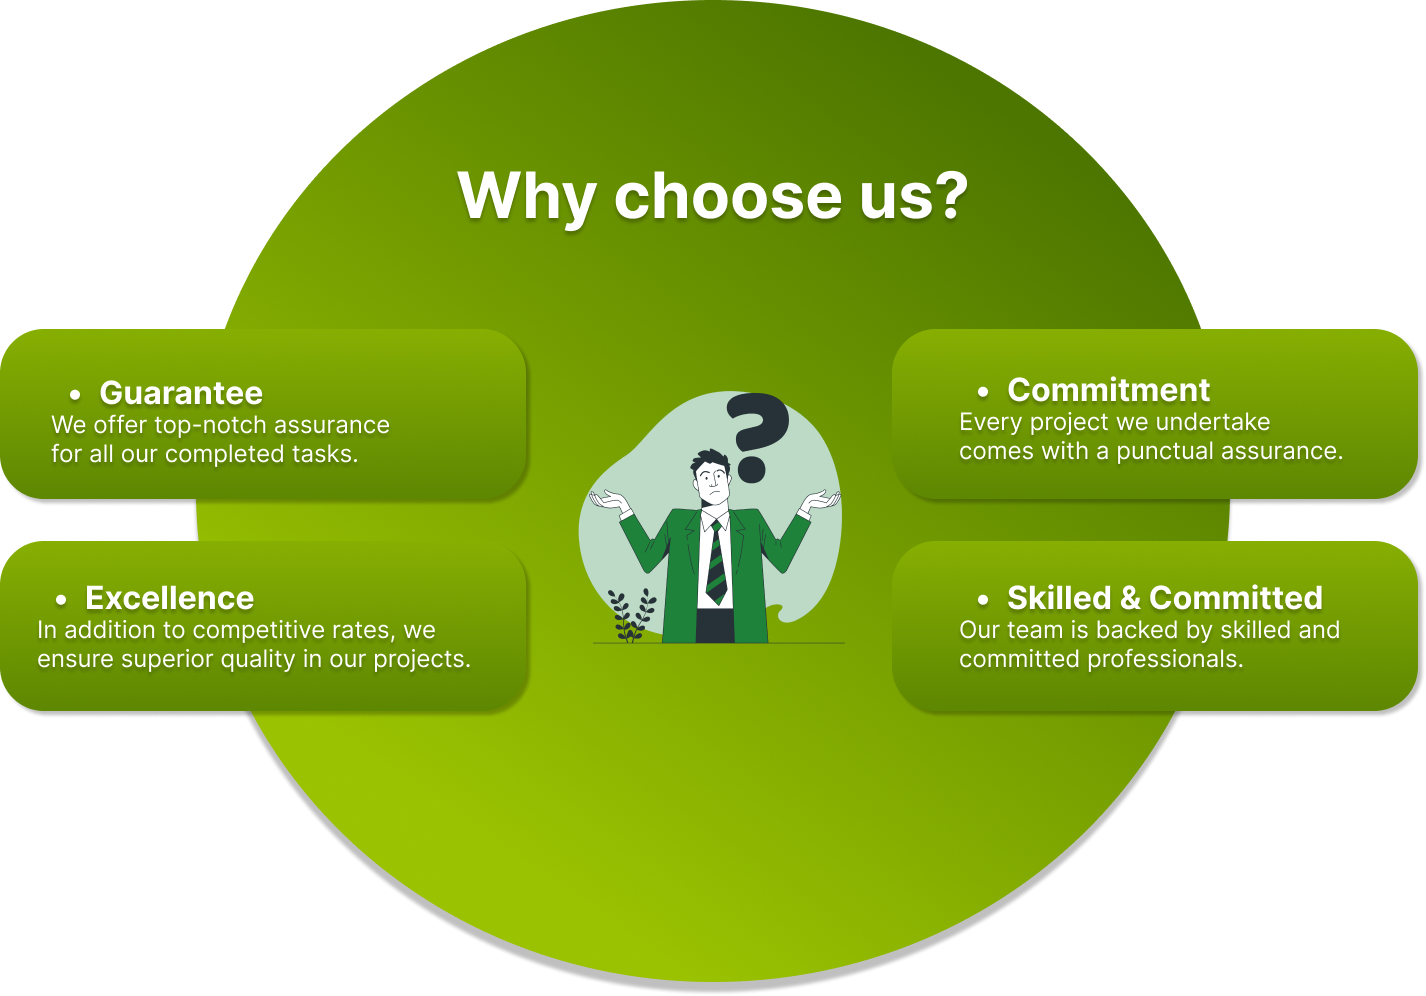 Why choose us?
• Guarantee
We offer top-notch assurance
for all our completed tasks.
• Commitment
Every project we undertake
comes with a punctual assurance.
• Excellence
In addition to competitive rates, we
ensure superior quality in our projects.
• Skilled & Committed
Our team is backed by skilled and
committed professionals.
?